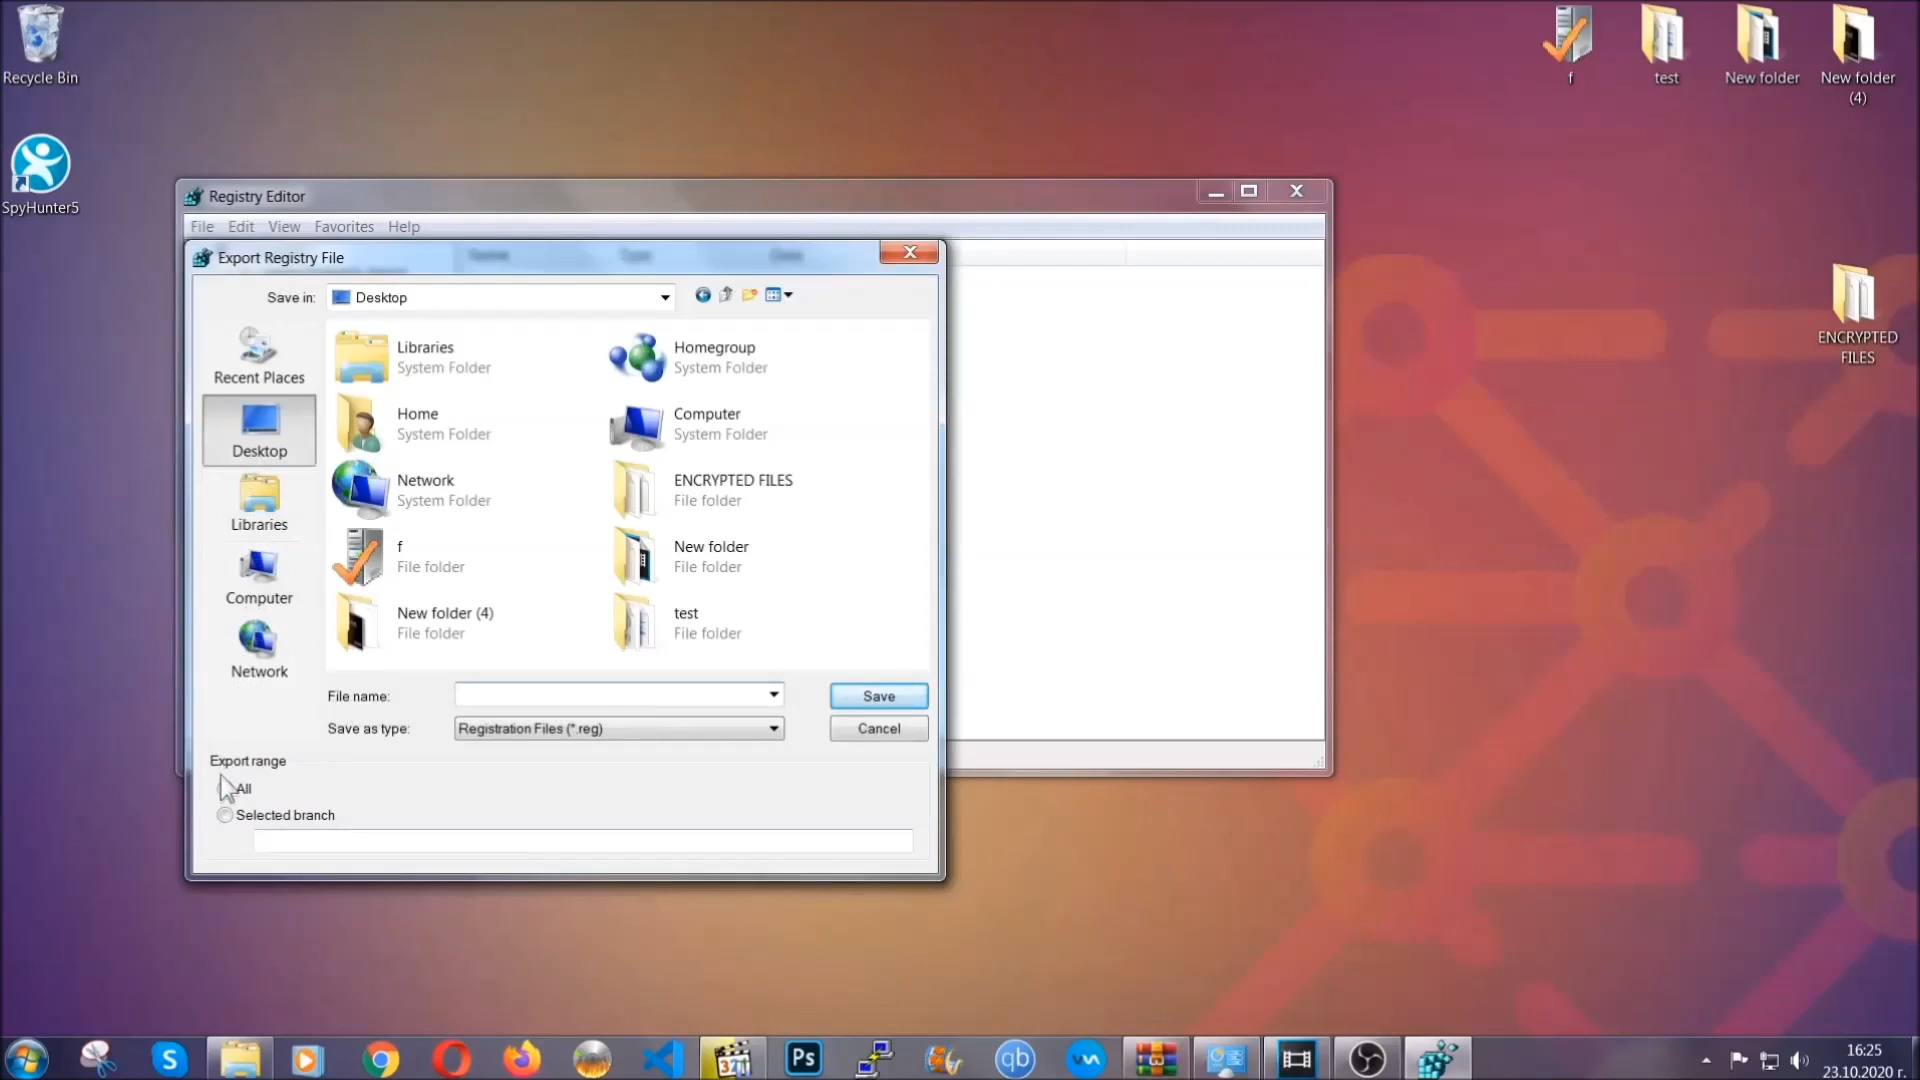 Recycle Bin
SpyHunter5
f
test
New folder
New folder
(4)
ENCRYPTED
FILES
Registry Editor
File Edit View Favorites Help
Export Registry File
Save in:
Desktop
Recent Places
Desktop
Libraries
Computer
Network
Libraries
System Folder
Homegroup
System Folder
Home
System Folder
Computer
System Folder
Network
System Folder
ENCRYPTED FILES
File folder
f
File folder
New folder
File folder
New folder (4)
File folder
test
File folder
File name:
Save
Save as type:
Registration Files (*.reg)
Cancel
Export range
All
Selected branch
S
321
Ps
qb
16:25
23.10.2020 г.